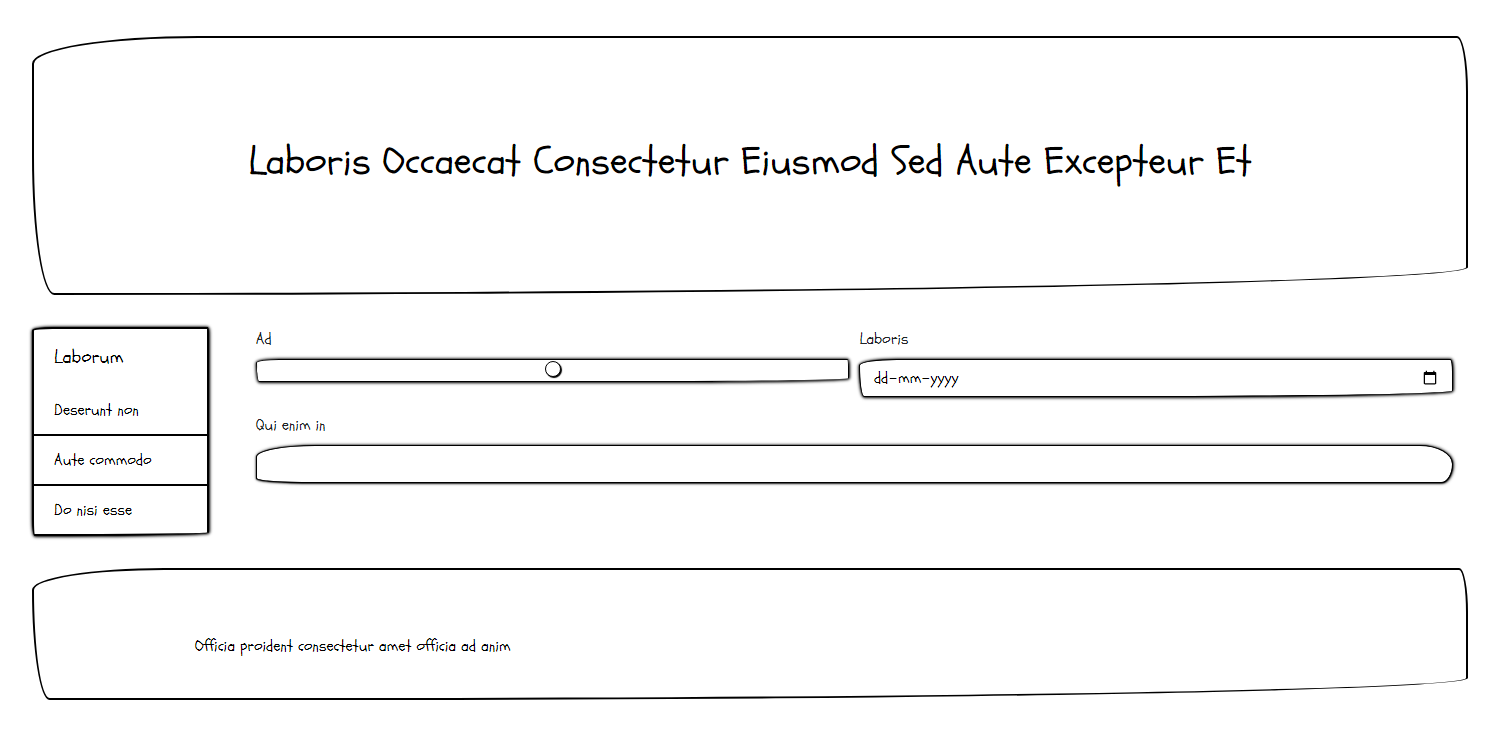 Laboris Occaecat Consectetur Eiusmod Sed Aute Excepteur Et
Laborum
Deserunt non
Aute commodo
Do nisi esse
Ad
Laboris
dd-mm-yyyy
Qui enim in
Officia proident consectetur amet officia ad anim